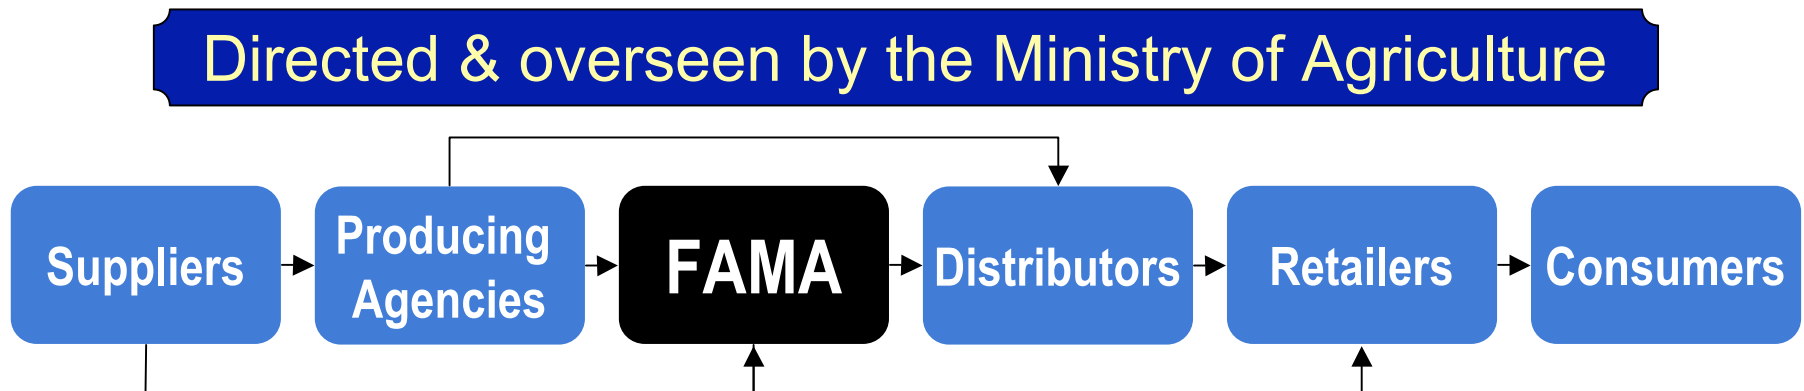 Directed & overseen by the Ministry of Agriculture
Suppliers
Producing
Agencies
FAMA
Distributors
Retailers
Consumers